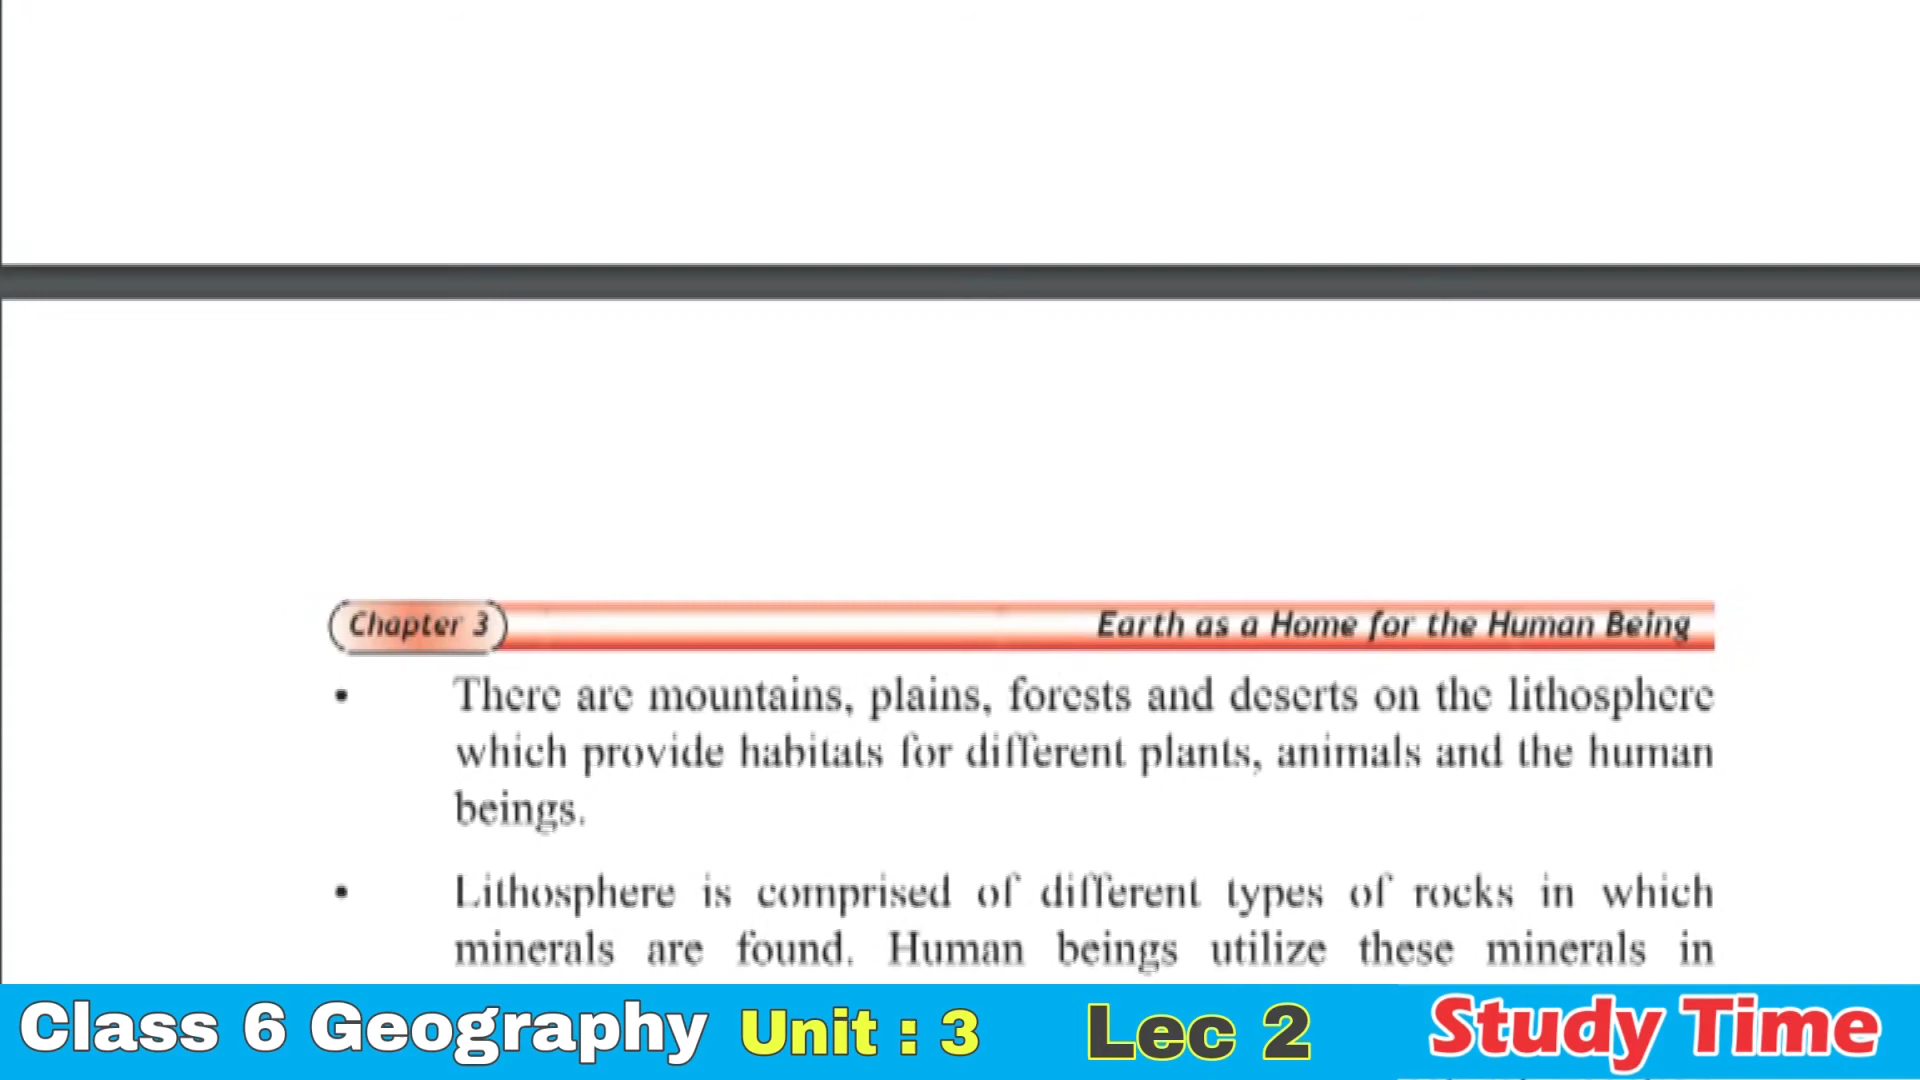 Chapter 3 Earth as a Home for the Human Being
• There are mountains, plains, forests and deserts on the lithosphere
which provide habitats for different plants, animals and the human
beings.
• Lithosphere is comprised of different types of rocks in which
minerals are found. Human beings utilize these minerals in
Class 6 Geography Unit : 3 Lec 2 Study Time